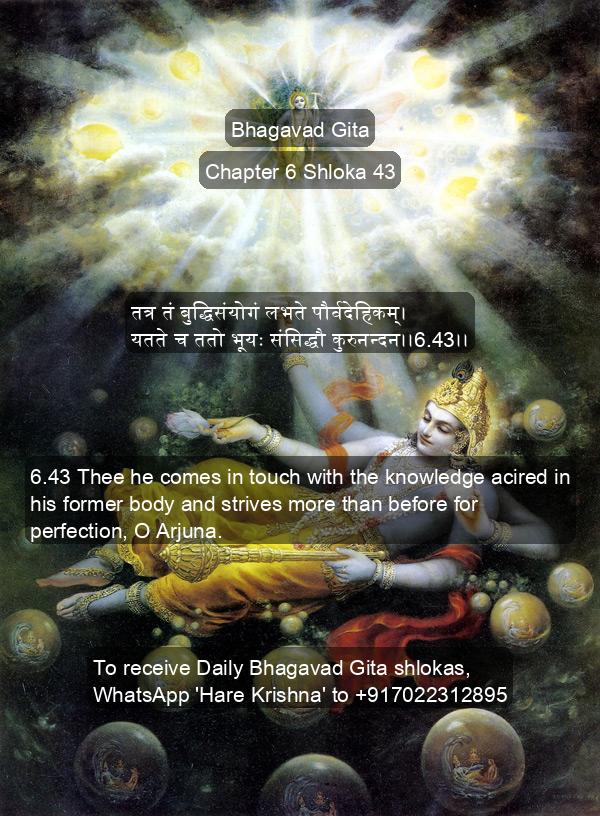 Bhagavad Gita
Chapter 6 Shloka 43
तत्र तं बुद्धिसंयोगं लभते पौर्वदेहिकम्।
यतते च ततो भूयः संसिद्धौ कुरुनन्दन।।6.43।।
6.43 Thee he comes in touch with the knowledge acired in
his former body and strives more than before for
perfection, O Arjuna.
To receive Daily Bhagavad Gita shlokas,
WhatsApp 'Hare Krishna' to +917022312895